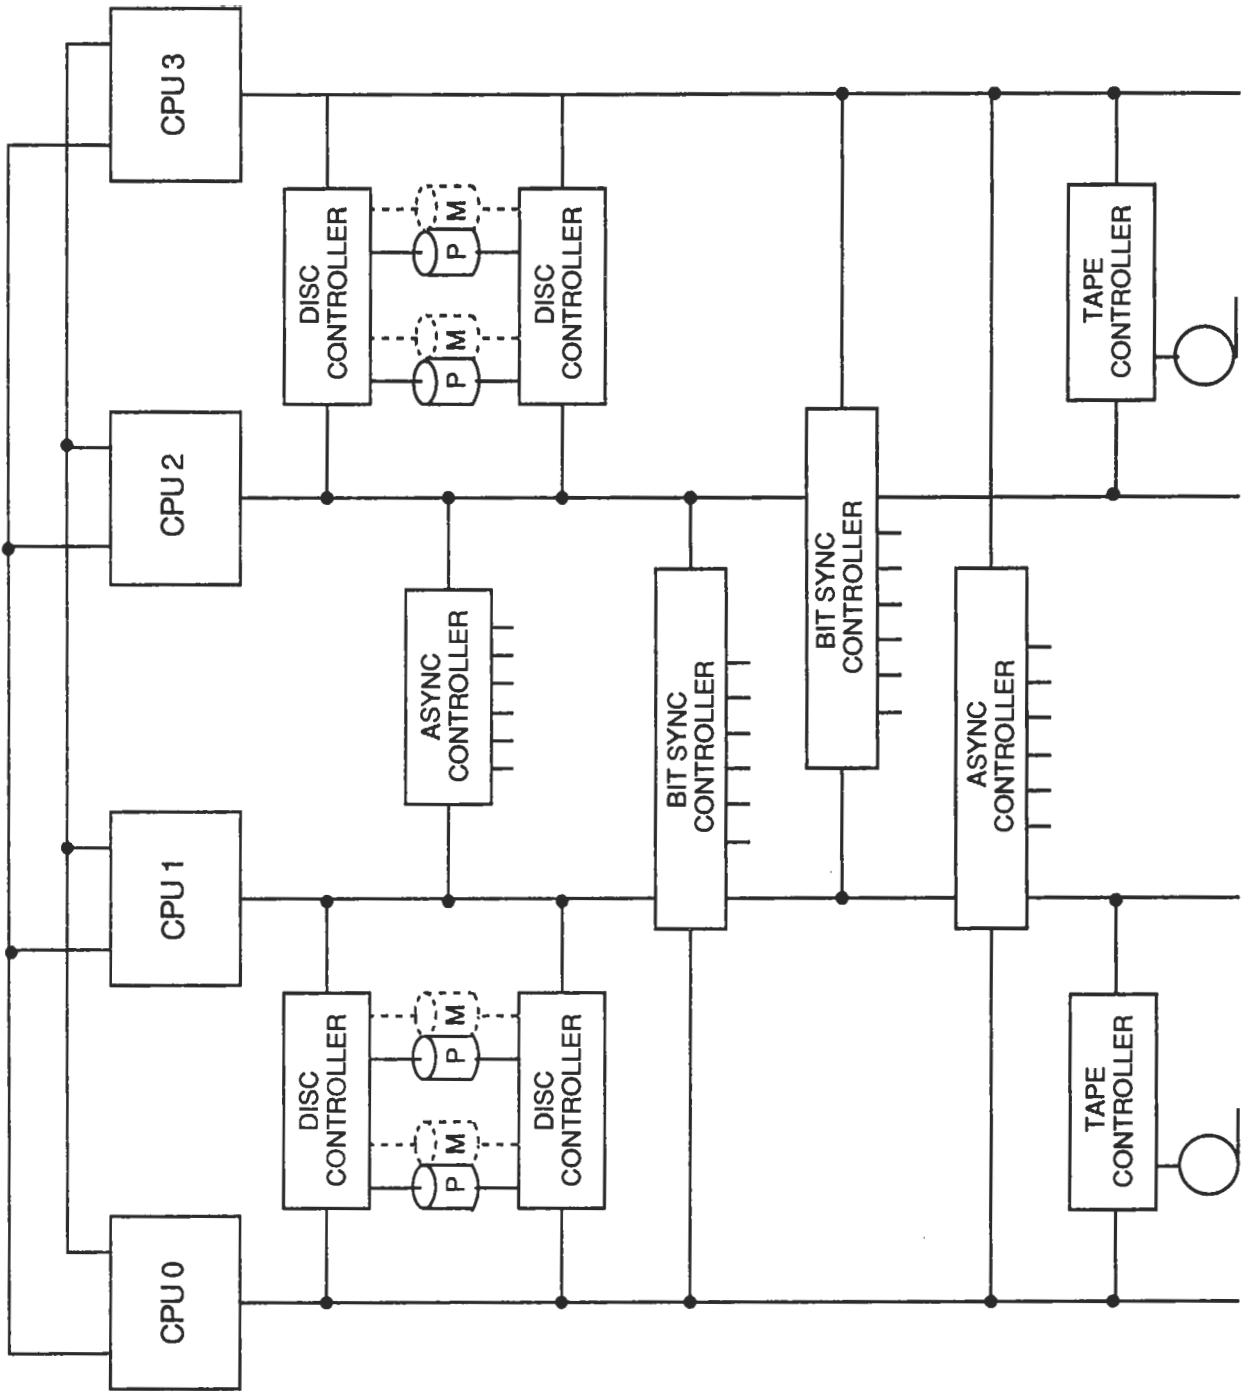 CPU 0
CPU 1
CPU 2
CPU 3
DISC
CONTROLLER
DISC
CONTROLLER
P
M
P
M
ASYNC
CONTROLLER
P
M
P
M
DISC
CONTROLLER
DISC
CONTROLLER
BIT SYNC
CONTROLLER
BIT SYNC
CONTROLLER
ASYNC
CONTROLLER
TAPE
CONTROLLER
TAPE
CONTROLLER